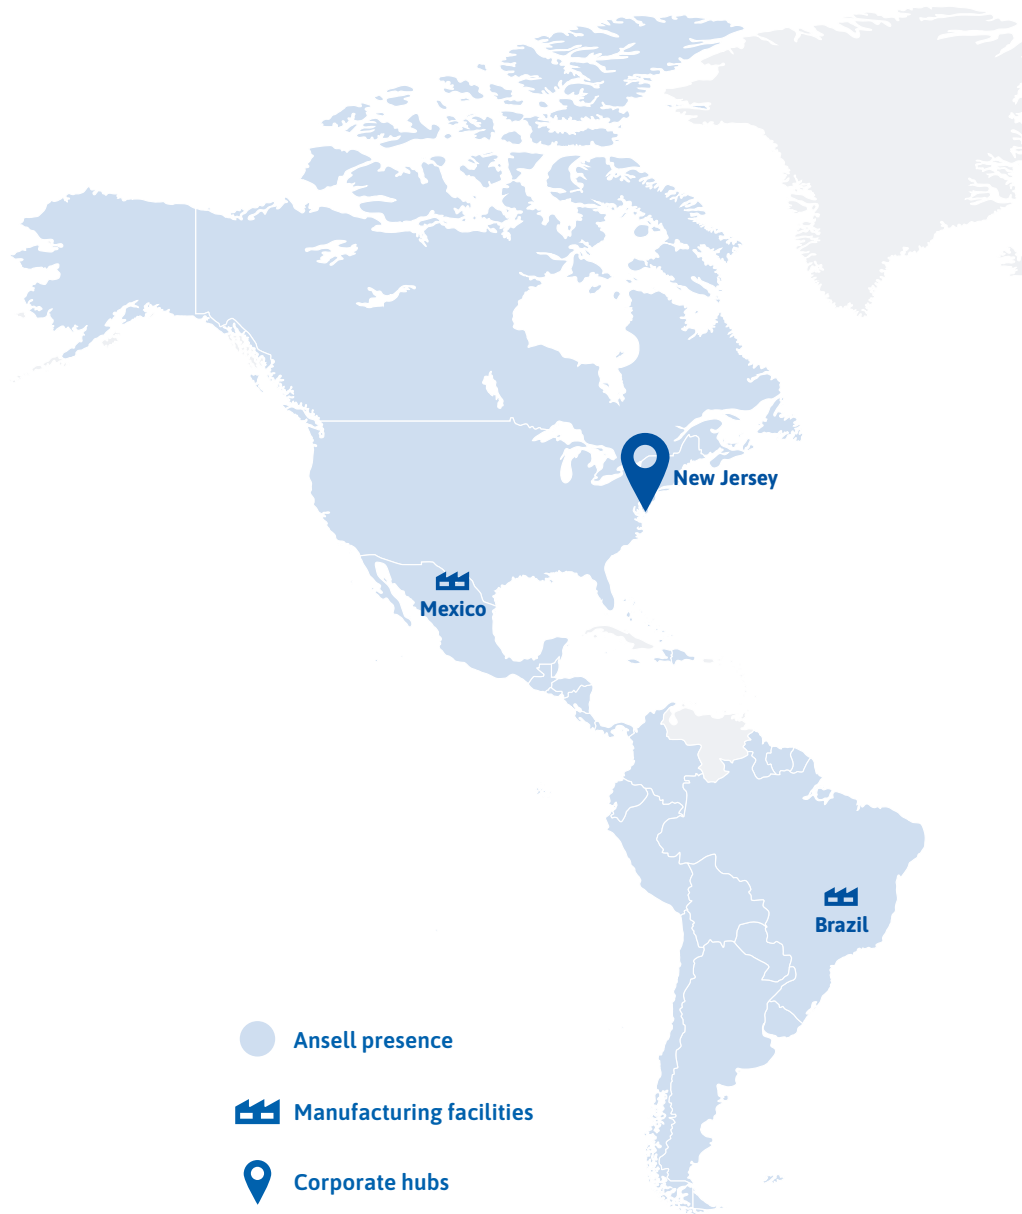 New Jersey
Mexico
Brazil
Ansell presence
Manufacturing facilities
Corporate hubs